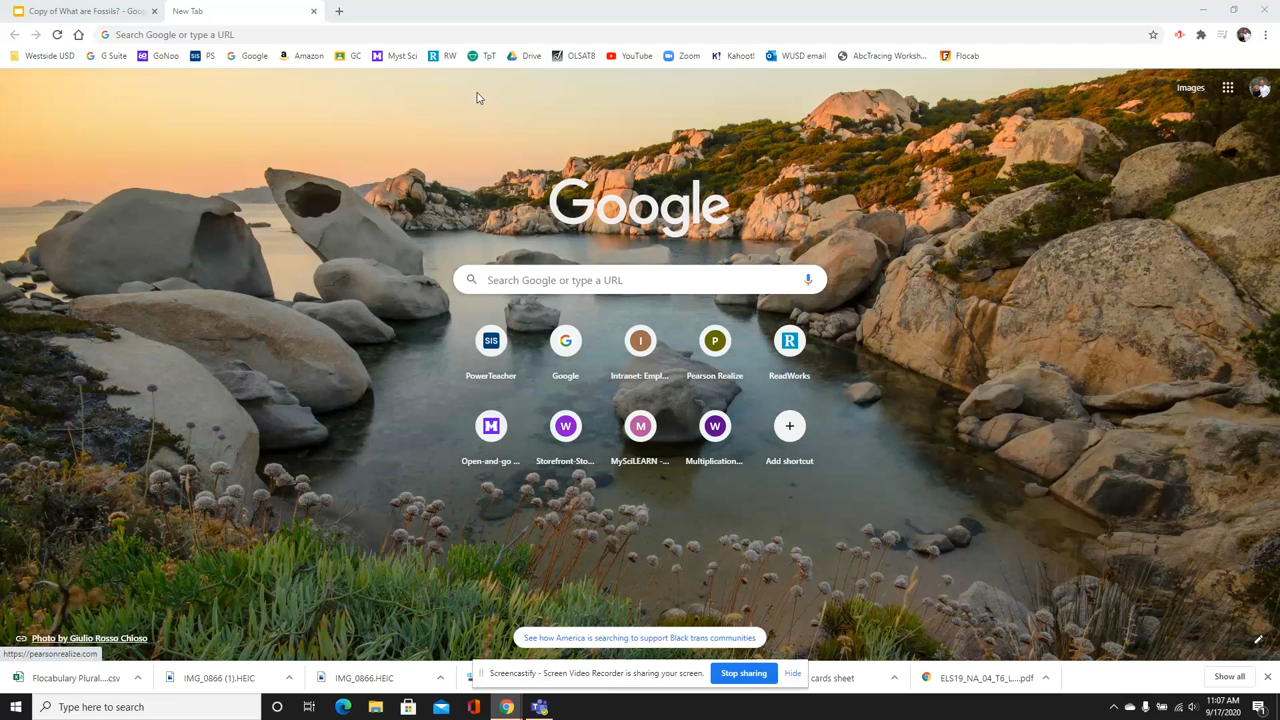 Copy of What are Fossils? - Goog
New Tab
Search Google or type a URL
Westside USD
G Suite
GoNoo
PS
Google
Amazon
GC
Myst Sci
RW
TpT
Drive
OLSAT8
YouTube
Zoom
Kahoot!
WUSD email
AbcTracing Worksh...
Flocab
Images
Google
Search Google or type a URL
SIS
PowerTeacher
Google
I
Intranet: Empl...
P
Pearson Realize
R
ReadWorks
Open-and-go ...
W
Storefront-Sto...
M
MySciLEARN -...
W
Multiplication...
Add shortcut
See how America is searching to support Black trans communities
Photo by Giulio Rosso Chioso
https://pearsonrealize.com
Flocabulary Plural....csv
IMG_0866 (1).HEIC
IMG_0866.HEIC
Screencastify - Screen Video Recorder is sharing your screen.
Stop sharing
Hide
cards sheet
ELS19_NA_04_T6_L....pdf
Show all
Type here to search
11:07 AM
9/17/2020